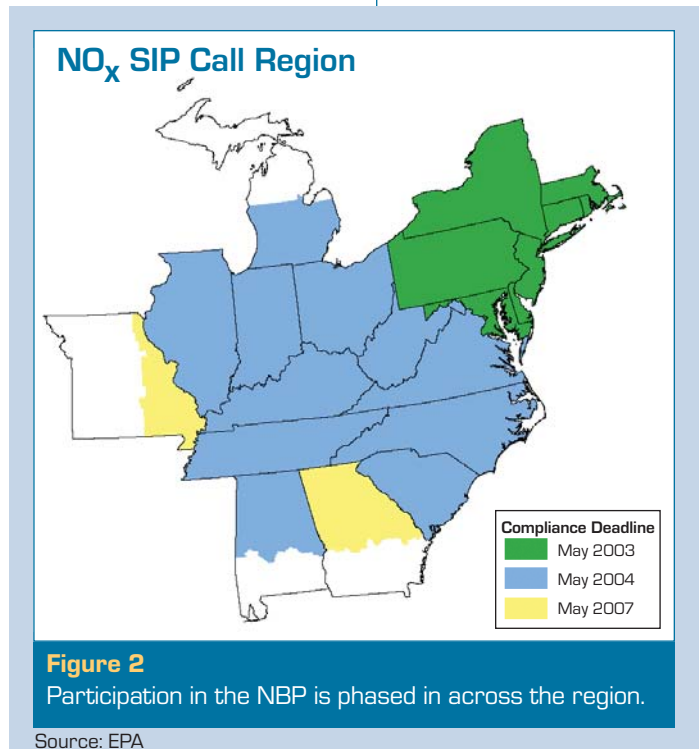 NOx SIP Call Region
Compliance Deadline
May 2003
May 2004
May 2007
Figure 2
Participation in the NBP is phased in across the region.
Source: EPA